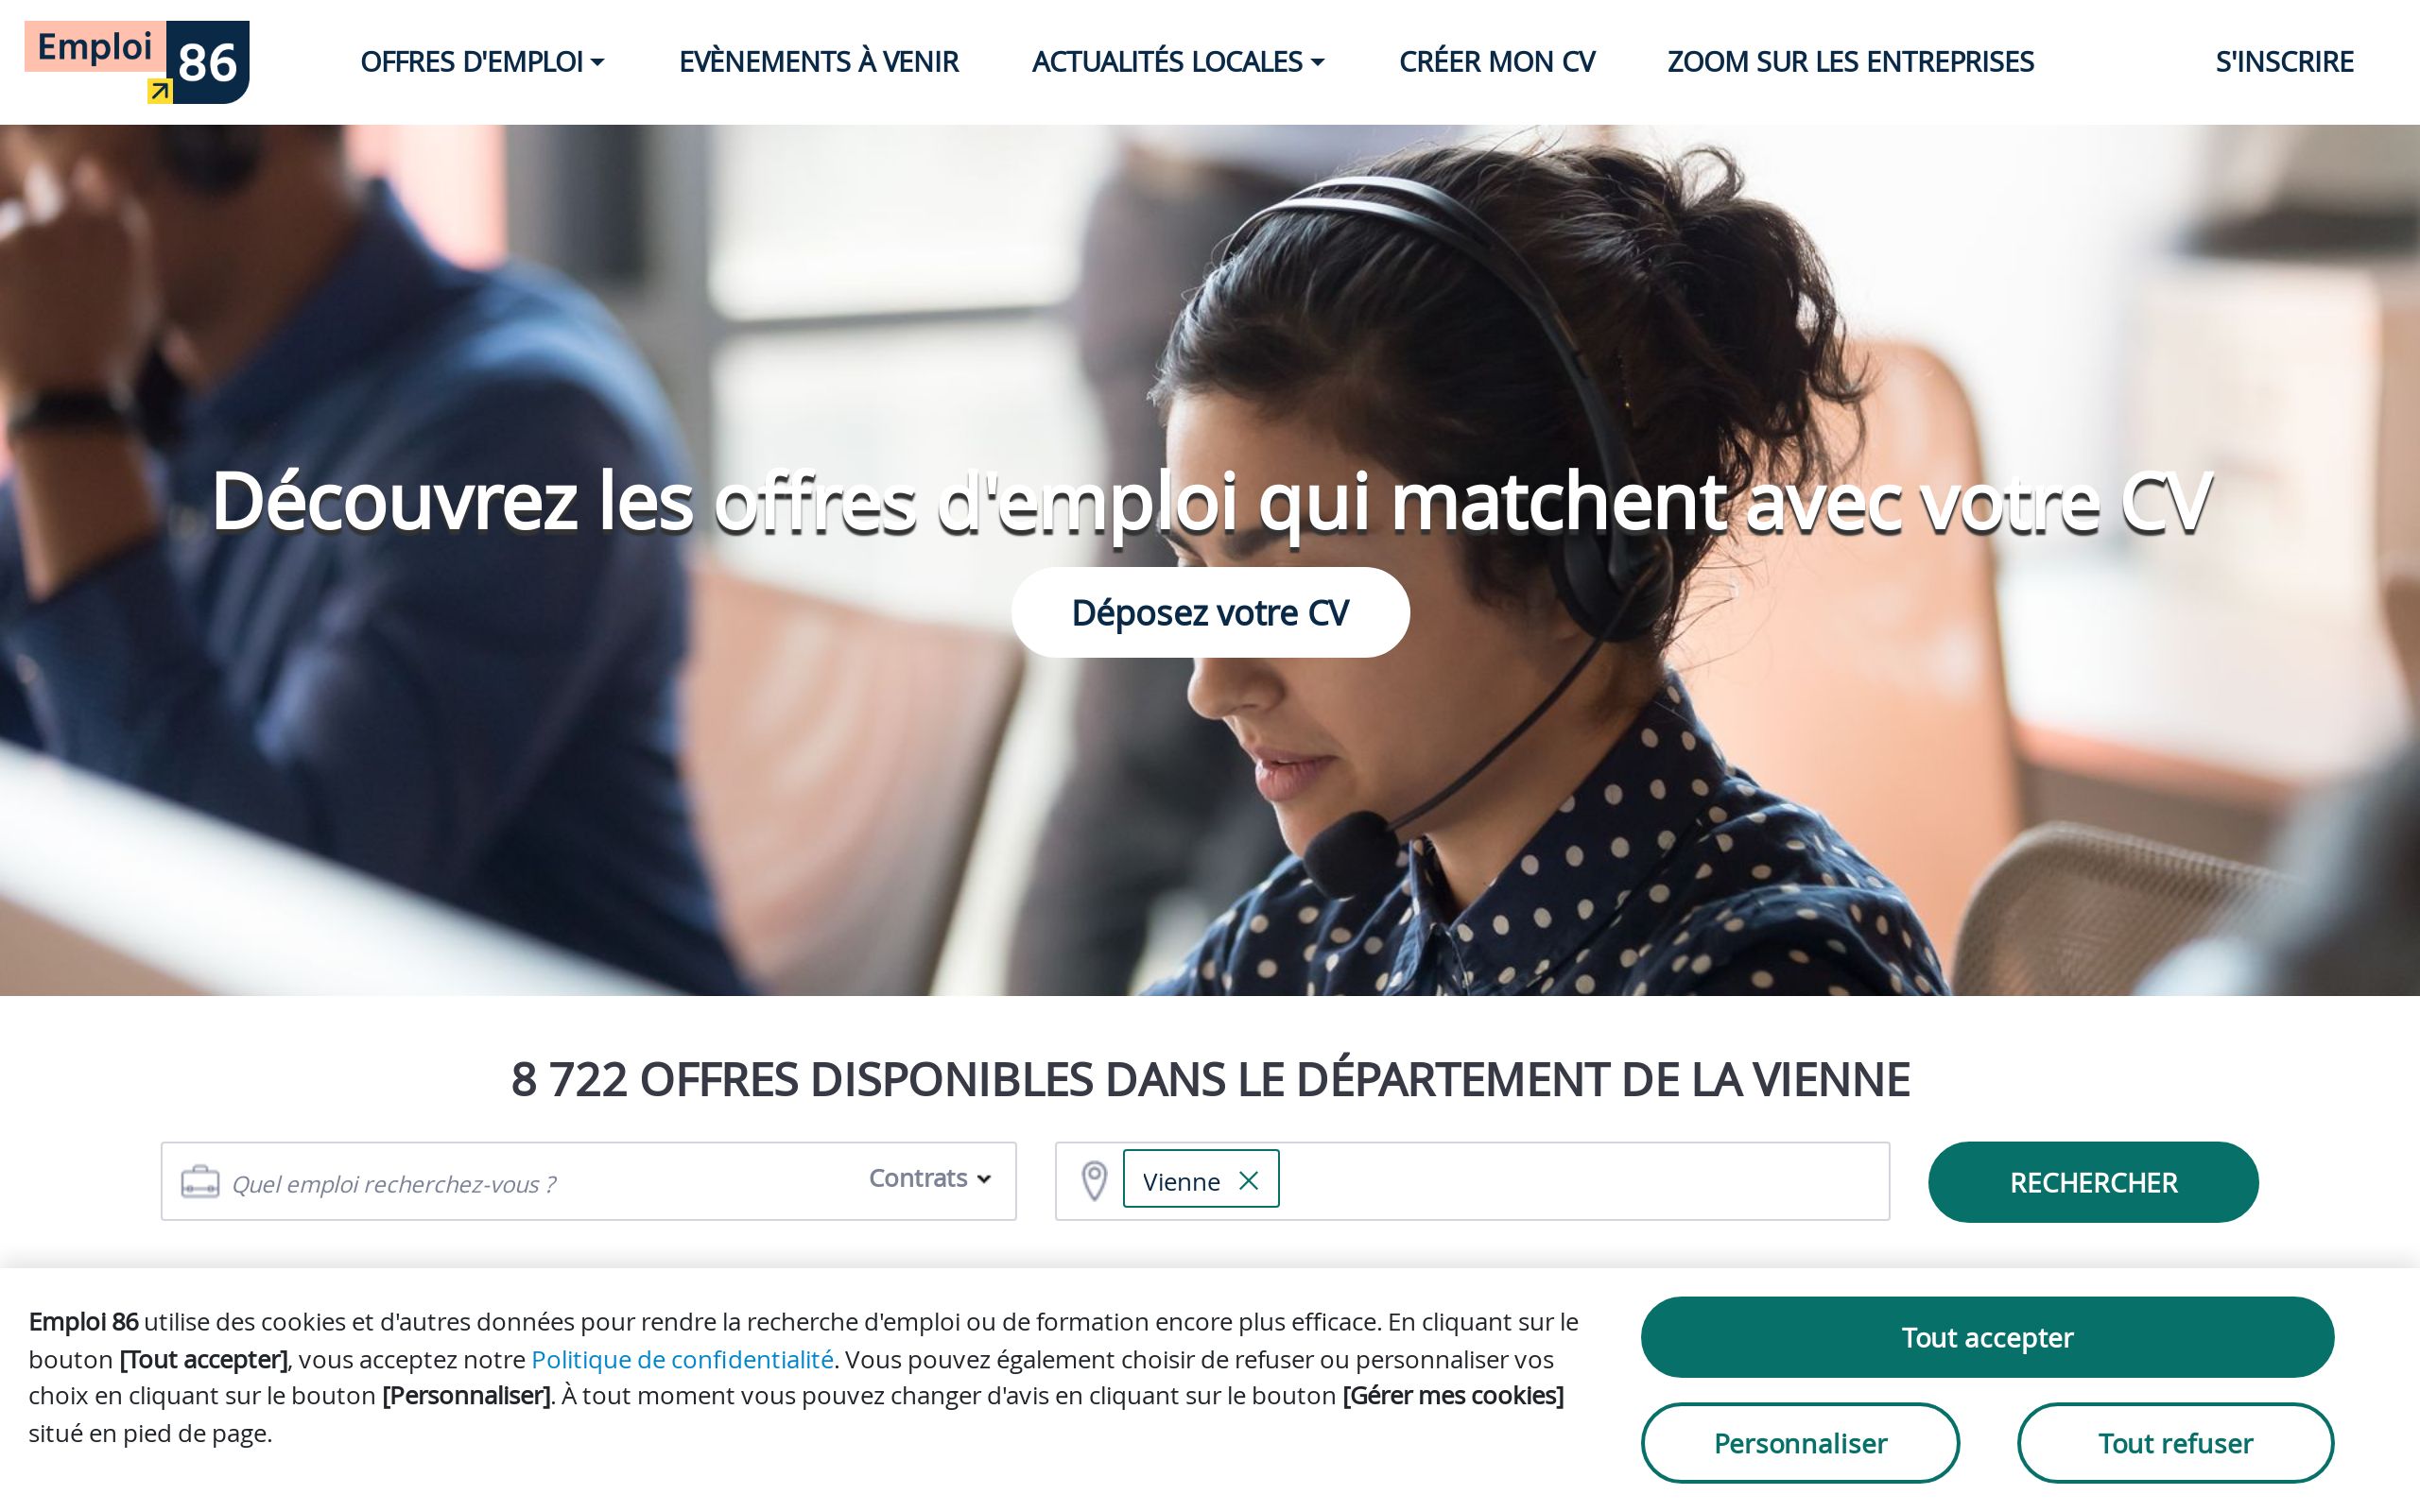 Emploi 86
OFFRES D'EMPLOI
EVÈNEMENTS À VENIR
ACTUALITÉS LOCALES
CRÉER MON CV
ZOOM SUR LES ENTREPRISES
S'INSCRIRE
Découvrez les offres d'emploi qui matchent avec votre CV
Déposez votre CV
8 722 OFFRES DISPONIBLES DANS LE DÉPARTEMENT DE LA VIENNE
Quel emploi recherchez-vous ?
Contrats
Vienne
RECHERCHER
Emploi 86 utilise des cookies et d'autres données pour rendre la recherche d'emploi ou de formation encore plus efficace. En cliquant sur le
bouton [Tout accepter], vous acceptez notre Politique de confidentialité. Vous pouvez également choisir de refuser ou personnaliser vos
choix en cliquant sur le bouton [Personnaliser]. À tout moment vous pouvez changer d'avis en cliquant sur le bouton [Gérer mes cookies]
situé en pied de page.
Tout accepter
Personnaliser
Tout refuser